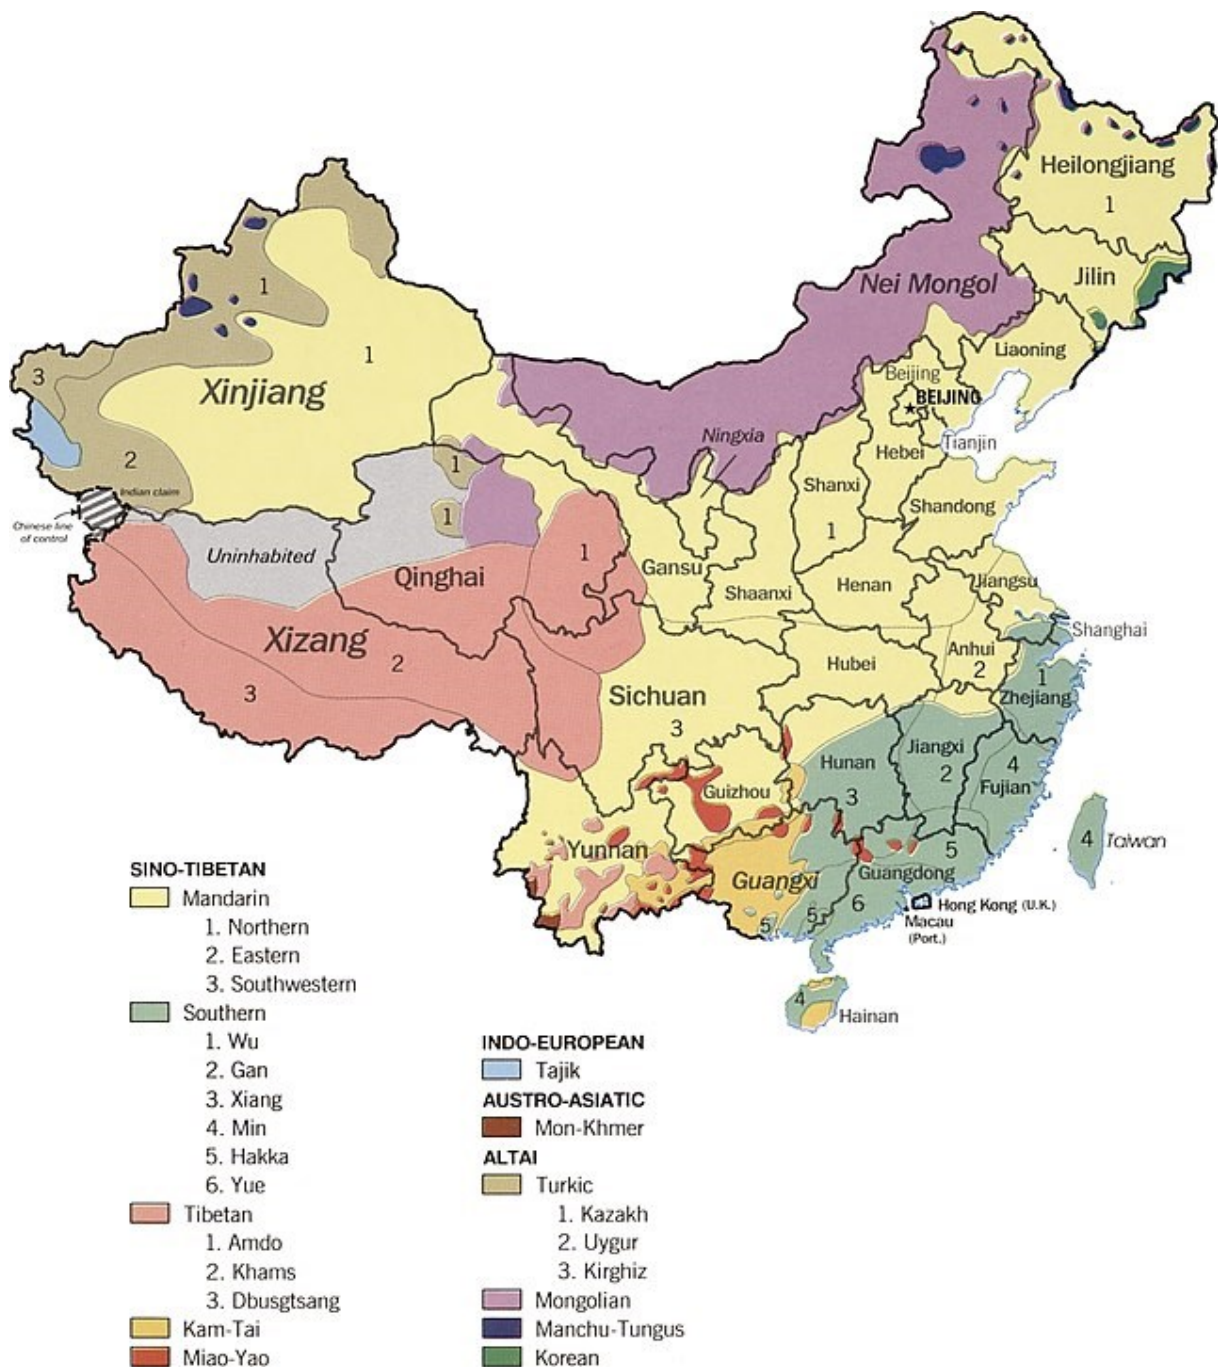 Heilongjiang
1
Jilin
Nei Mongol
Liaoning
1
3
1
Xinjiang
Beijing
BEIJING
Tianjin
Ningxia
Hebei
2
1
Shanxi
Shandong
Indian claim
Chinese line
of control
1
1
1
Uninhabited
Qinghai
Gansu
Shaanxi
Henan
Jiangsu
Shanghai
Xizang
2
3
Hubei
Anhui
2
1
Zhejiang
Sichuan
3
Jiangxi
2
4
Fujian
Hunan
3
Guizhou
Yunnan
Guangxi
5
Guangdong
4
Taiwan
6
5
5
Hong Kong (U.K.)
Macau
(Port.)
4
Hainan
SINO-TIBETAN
Mandarin
1. Northern
2. Eastern
3. Southwestern
Southern
1. Wu
2. Gan
3. Xiang
4. Min
5. Hakka
6. Yue
Tibetan
1. Amdo
2. Khams
3. Dbusgtsang
Kam-Tai
Miao-Yao
INDO-EUROPEAN
Tajik
AUSTRO-ASIATIC
Mon-Khmer
ALTAI
Turkic
1. Kazakh
2. Uygur
3. Kirghiz
Mongolian
Manchu-Tungus
Korean